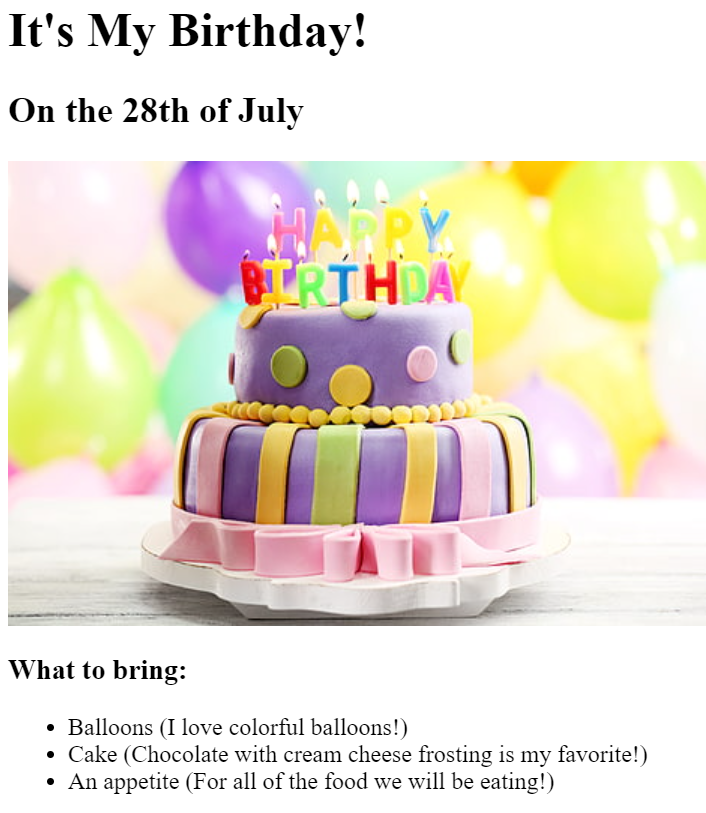 It's My Birthday!
On the 28th of July
HAPPY
BIRTHDAY
What to bring:
Balloons (I love colorful balloons!)
Cake (Chocolate with cream cheese frosting is my favorite!)
An appetite (For all of the food we will be eating!)